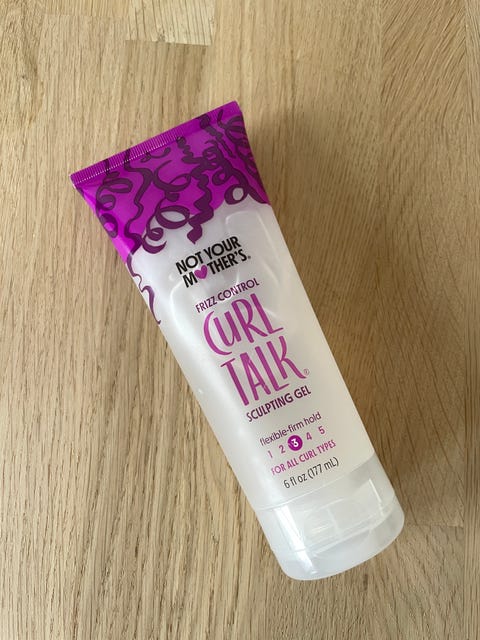 NOT YOUR
MOTHER'S®
FRIZZ CONTROL
CURL
TALK®
SCULPTING GEL
flexible-firm hold
1 2 3 4 5
FOR ALL CURL TYPES
6 fl oz (177 mL)